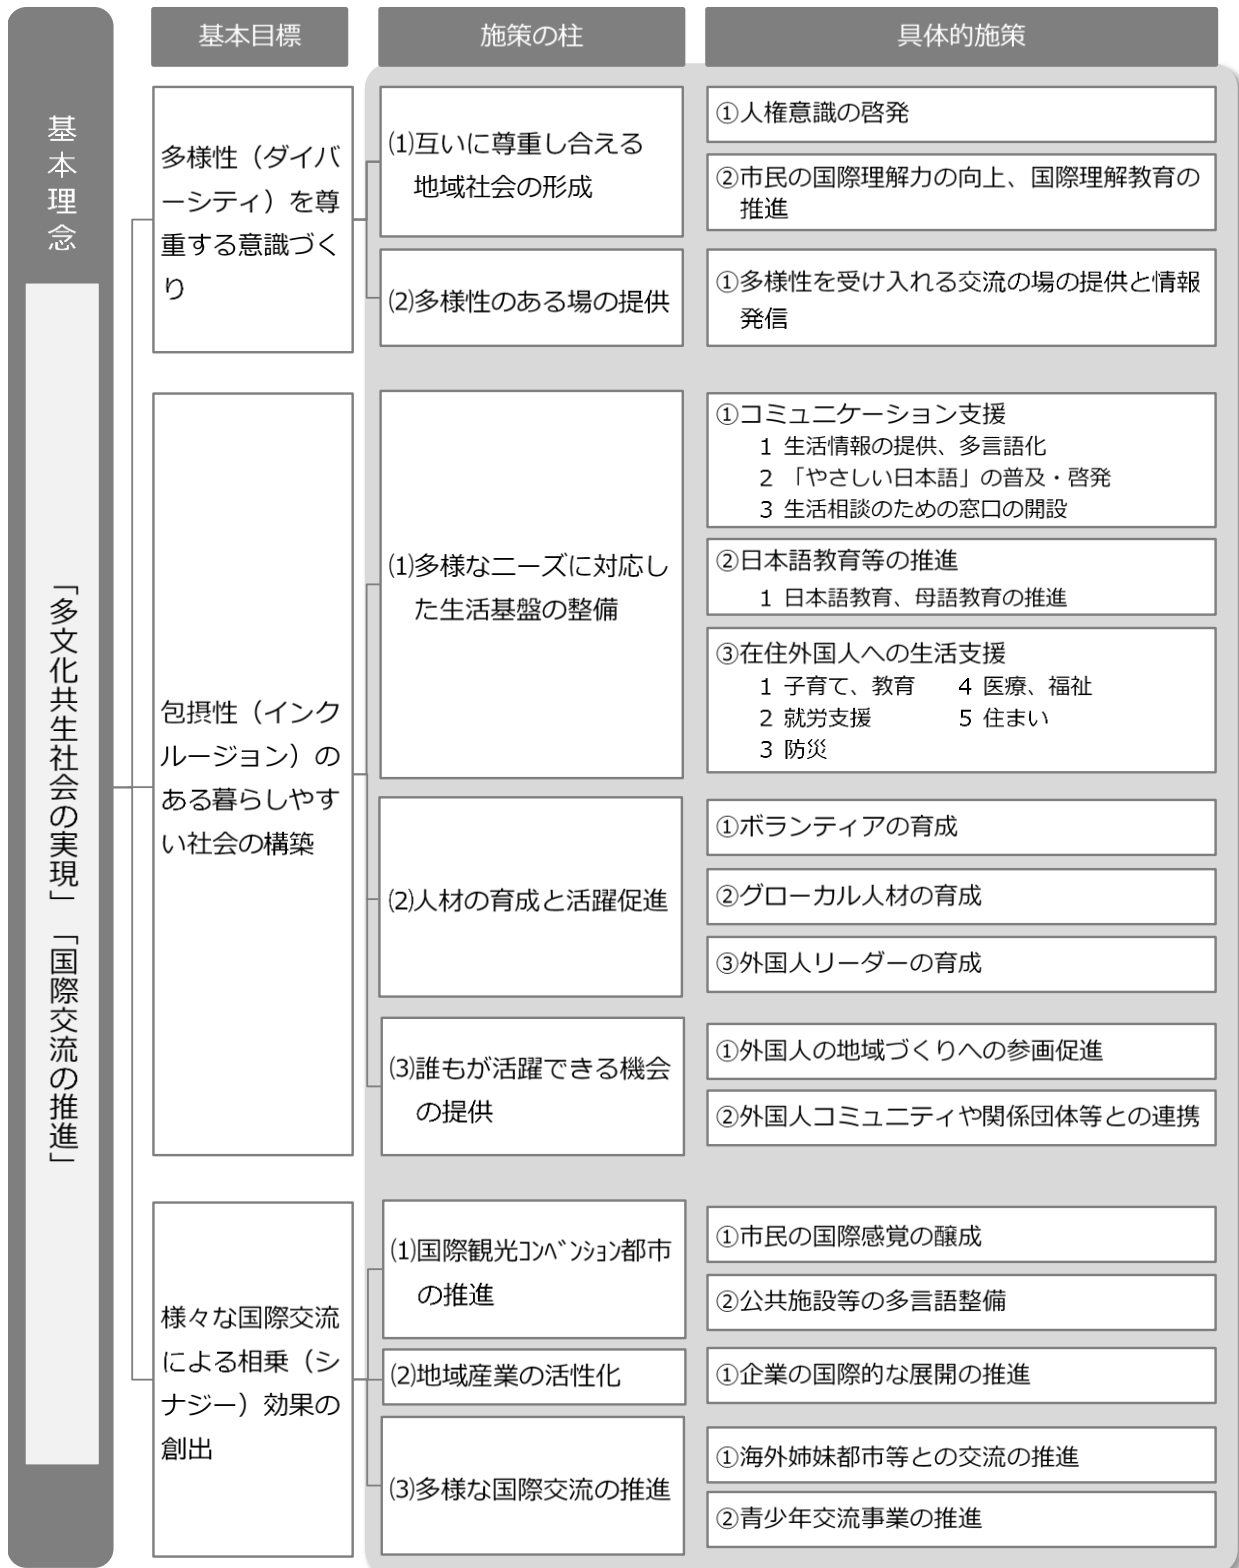 基本理念
「多文化共生社会の実現」「国際交流の推進」
基本目標
施策の柱
具体的施策
多様性（ダイバ
ーシティ）を尊
重する意識づく
り
⑴互いに尊重し合える
地域社会の形成
①人権意識の啓発
②市民の国際理解力の向上、国際理解教育の
推進
⑵多様性のある場の提供
①多様性を受け入れる交流の場の提供と情報
発信
包摂性（インク
ルージョン）の
ある暮らしやす
い社会の構築
⑴多様なニーズに対応し
た生活基盤の整備
①コミュニケーション支援
1 生活情報の提供、多言語化
2 「やさしい日本語」の普及・啓発
3 生活相談のための窓口の開設
②日本語教育等の推進
1 日本語教育、母語教育の推進
③在住外国人への生活支援
1 子育て、教育 4 医療、福祉
2 就労支援 5 住まい
3 防災
⑵人材の育成と活躍促進
①ボランティアの育成
②グローカル人材の育成
③外国人リーダーの育成
⑶誰もが活躍できる機会
の提供
①外国人の地域づくりへの参画促進
②外国人コミュニティや関係団体等との連携
様々な国際交流
による相乗（シ
ナジー）効果の
創出
⑴国際観光ｺﾝﾍﾞﾝｼｮﾝ都市
の推進
①市民の国際感覚の醸成
②公共施設等の多言語整備
⑵地域産業の活性化
①企業の国際的な展開の推進
⑶多様な国際交流の推進
①海外姉妹都市等との交流の推進
②青少年交流事業の推進